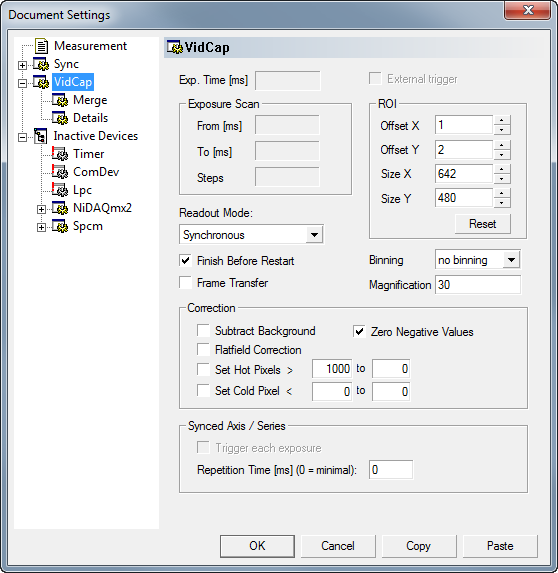 Document Settings
Measurement
Sync
VidCap
Merge
Details
Inactive Devices
Timer
ComDev
Lpc
NiDAQmx2
Spcm
VidCap
Exp. Time [ms]
External trigger
Exposure Scan
From [ms]
To [ms]
Steps
ROI
Offset X 1
Offset Y 2
Size X 642
Size Y 480
Reset
Readout Mode:
Synchronous
Finish Before Restart
Frame Transfer
Binning no binning
Magnification 30
Correction
Subtract Background Zero Negative Values
Flatfield Correction
Set Hot Pixels > 1000 to 0
Set Cold Pixel < 0 to 0
Synced Axis / Series
Trigger each exposure
Repetition Time [ms] (0 = minimal): 0
OK Cancel Copy Paste